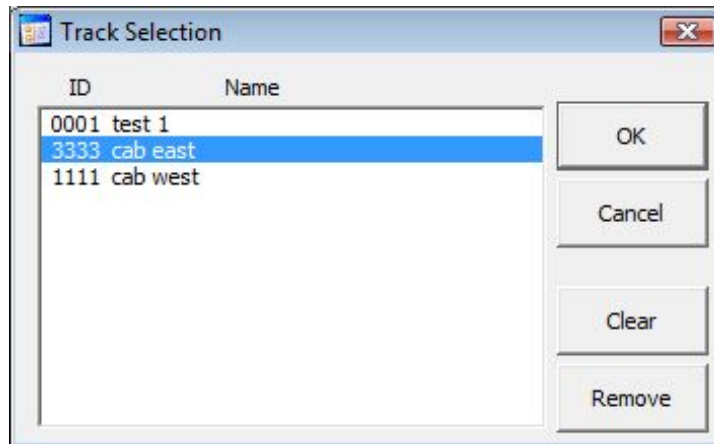 Track Selection
ID Name
0001 test 1
3333 cab east
1111 cab west
OK
Cancel
Clear
Remove